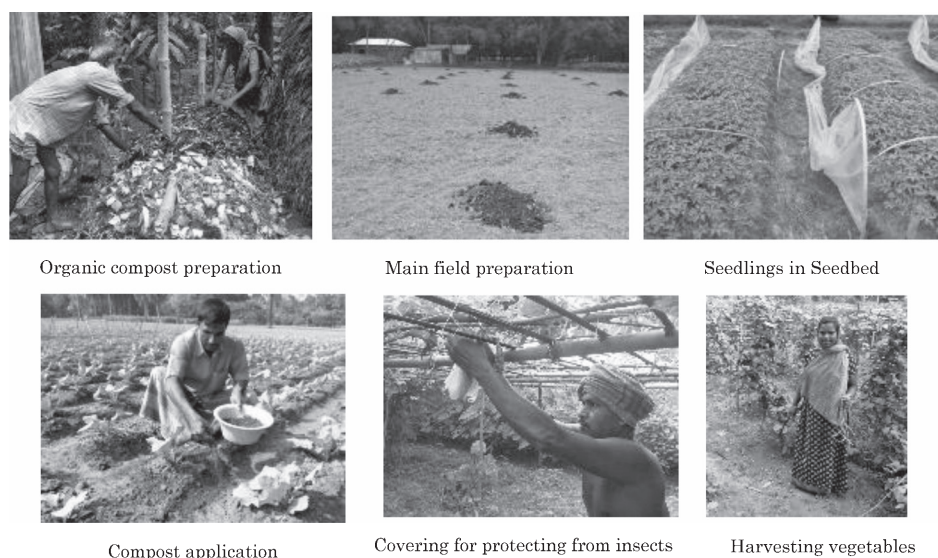 Organic compost preparation
Main field preparation
Seedlings in Seedbed
Compost application
Covering for protecting from insects
Harvesting vegetables